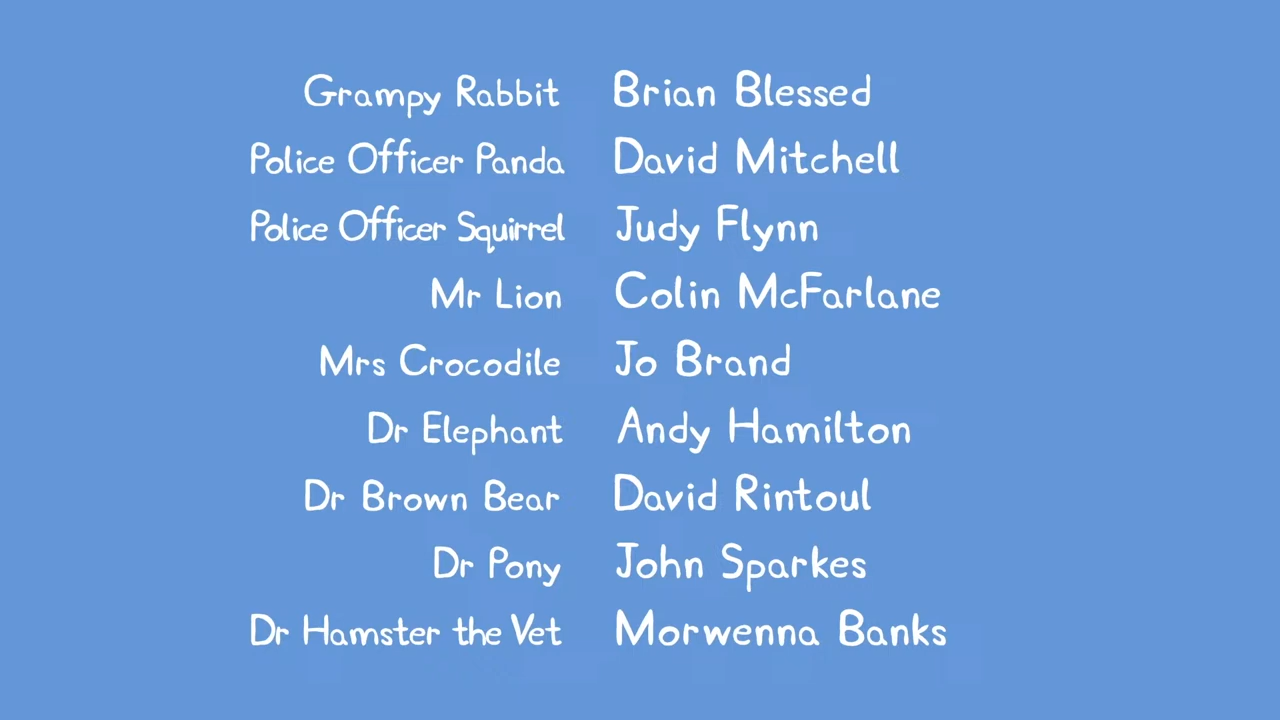 Grampy Rabbit Brian Blessed
Police Officer Panda David Mitchell
Police Officer Squirrel Judy Flynn
Mr Lion Colin McFarlane
Mrs Crocodile Jo Brand
Dr Elephant Andy Hamilton
Dr Brown Bear David Rintoul
Dr Pony John Sparkes
Dr Hamster the Vet Morwenna Banks